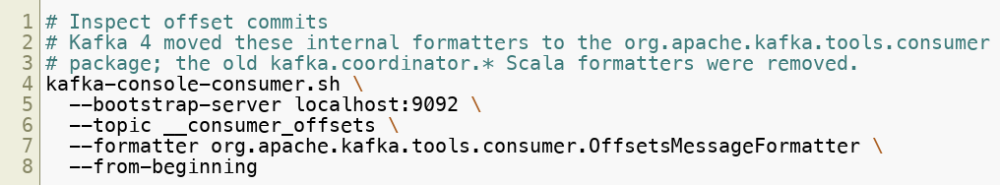 1 # Inspect offset commits
2 # Kafka 4 moved these internal formatters to the org.apache.kafka.tools.consumer
3 # package; the old kafka.coordinator.* Scala formatters were removed.
4 kafka-console-consumer.sh \
5   --bootstrap-server localhost:9092 \
6   --topic __consumer_offsets \
7   --formatter org.apache.kafka.tools.consumer.OffsetsMessageFormatter \
8   --from-beginning